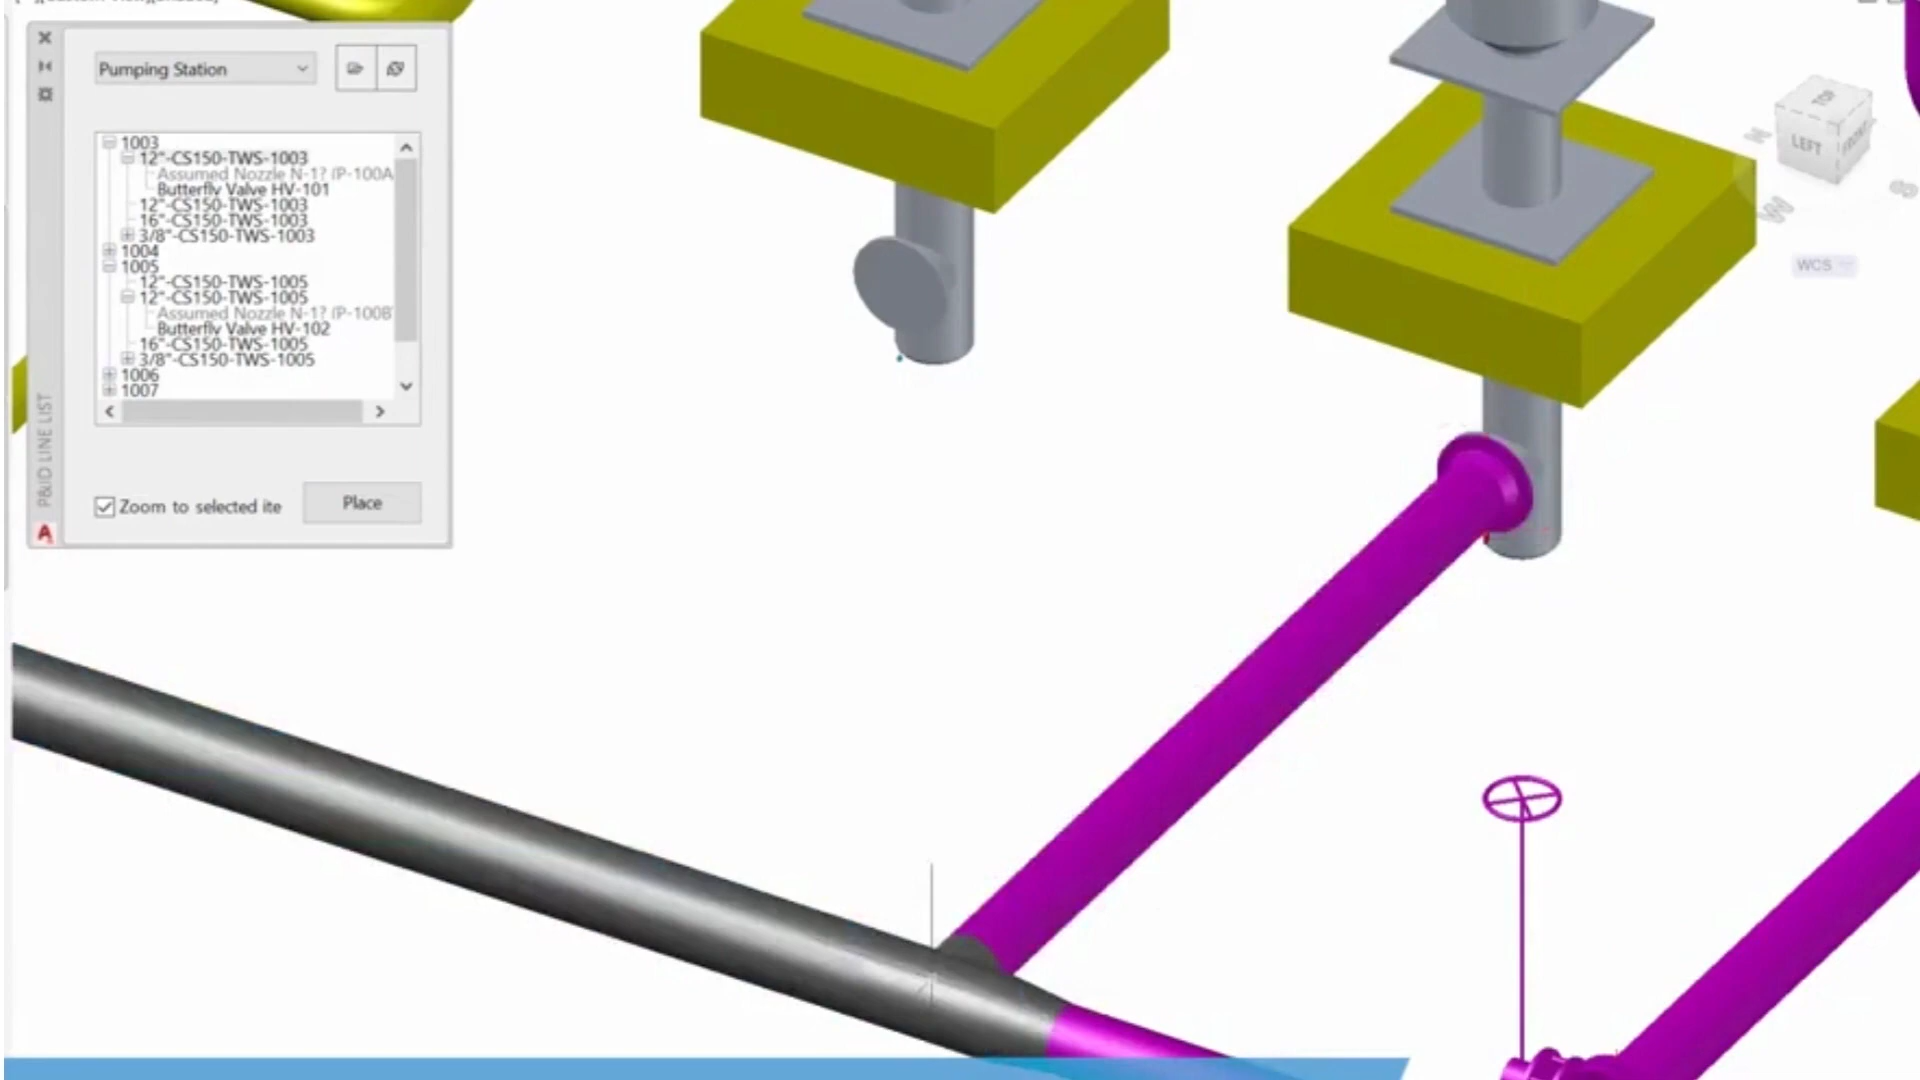 Pumping Station
1003
12"-CS150-TWS-1003
Assumed Nozzle N-1? (P-100A
Butterfly Valve HV-101
12"-CS150-TWS-1003
16"-CS150-TWS-1003
3/8"-CS150-TWS-1003
1004
1005
12"-CS150-TWS-1005
12"-CS150-TWS-1005
Assumed Nozzle N-1? (P-100B
Butterfly Valve HV-102
16"-CS150-TWS-1005
3/8"-CS150-TWS-1005
1006
1007
P&ID LINE LIST
Zoom to selected ite
Place
A
TOP
LEFT
FRONT
W
S
WCS